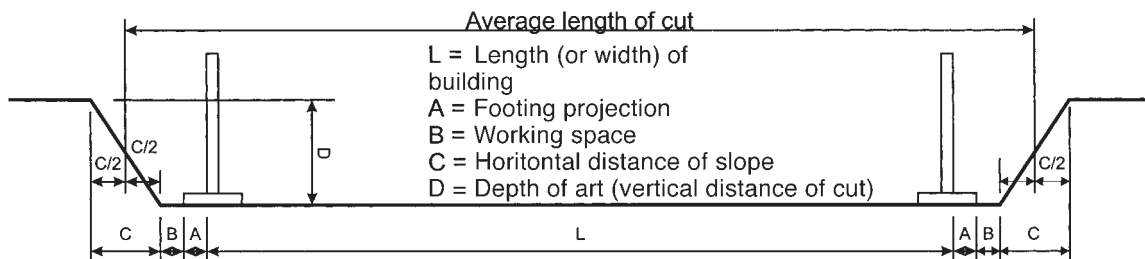 Average length of cut
L = Length (or width) of
building
A = Footing projection
B = Working space
C = Horitontal distance of slope
D = Depth of art (vertical distance of cut)
C/2
C/2
D
C/2
C
B
A
L
A
B
C